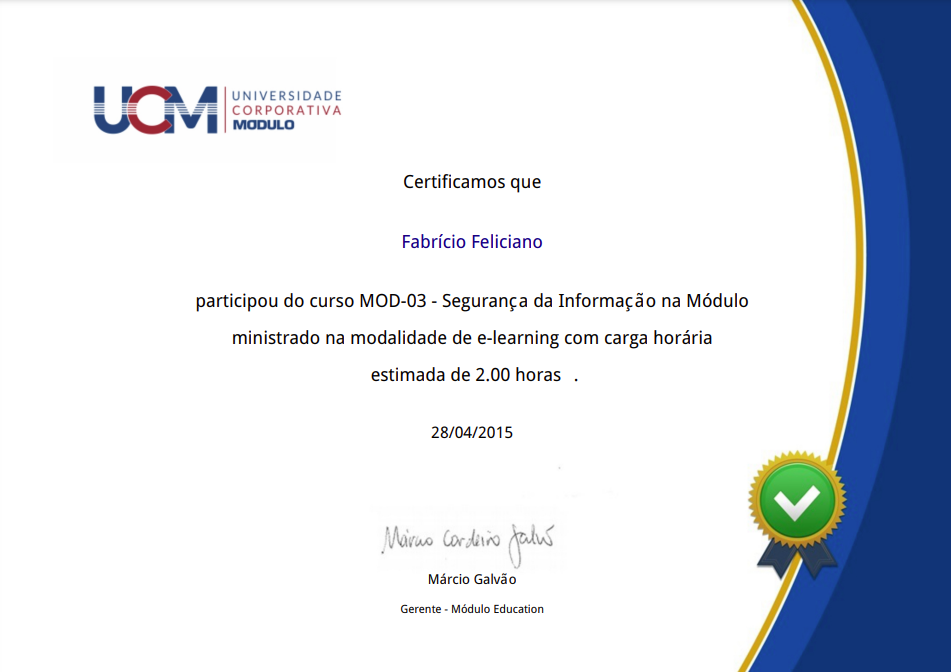 UCM
UNIVERSIDADE
CORPORATIVA
MÓDULO
Certificamos que
Fabrício Feliciano
participou do curso MOD-03 - Segurança da Informação na Módulo
ministrado na modalidade de e-learning com carga horária
estimada de 2.00 horas .
28/04/2015
Márcio Cordeiro Galvão
Márcio Galvão
Gerente - Módulo Education